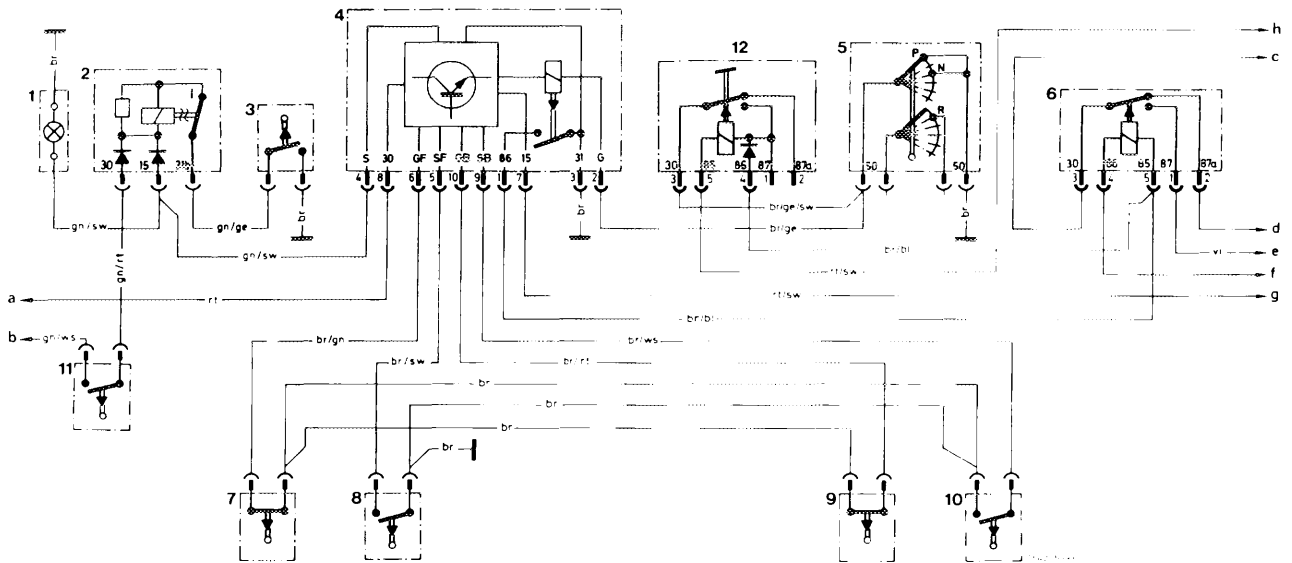 h
4
12
5
c
P
N
br
2
6
i
1
3
R
30
15
31b
S 30 GF SF GB SB 86 15 31 G
4 8 6 5 10 9 1 7 3 2
30 85 86 87 87a
3 5 4 1 2
50 50
30 86 85 87 87a
3 4 5 1 2
br
br
br
br/ge/sw
gn/sw
gn/ge
br/ge
d
gn/sw
br/bl
vi
e
gn/rt
rt/sw
f
a
rt
rt/sw
g
br/bl
b
gn/ws
br/gn
br/ws
11
br/sw
br/rt
br
br
br
br
7
8
9
10